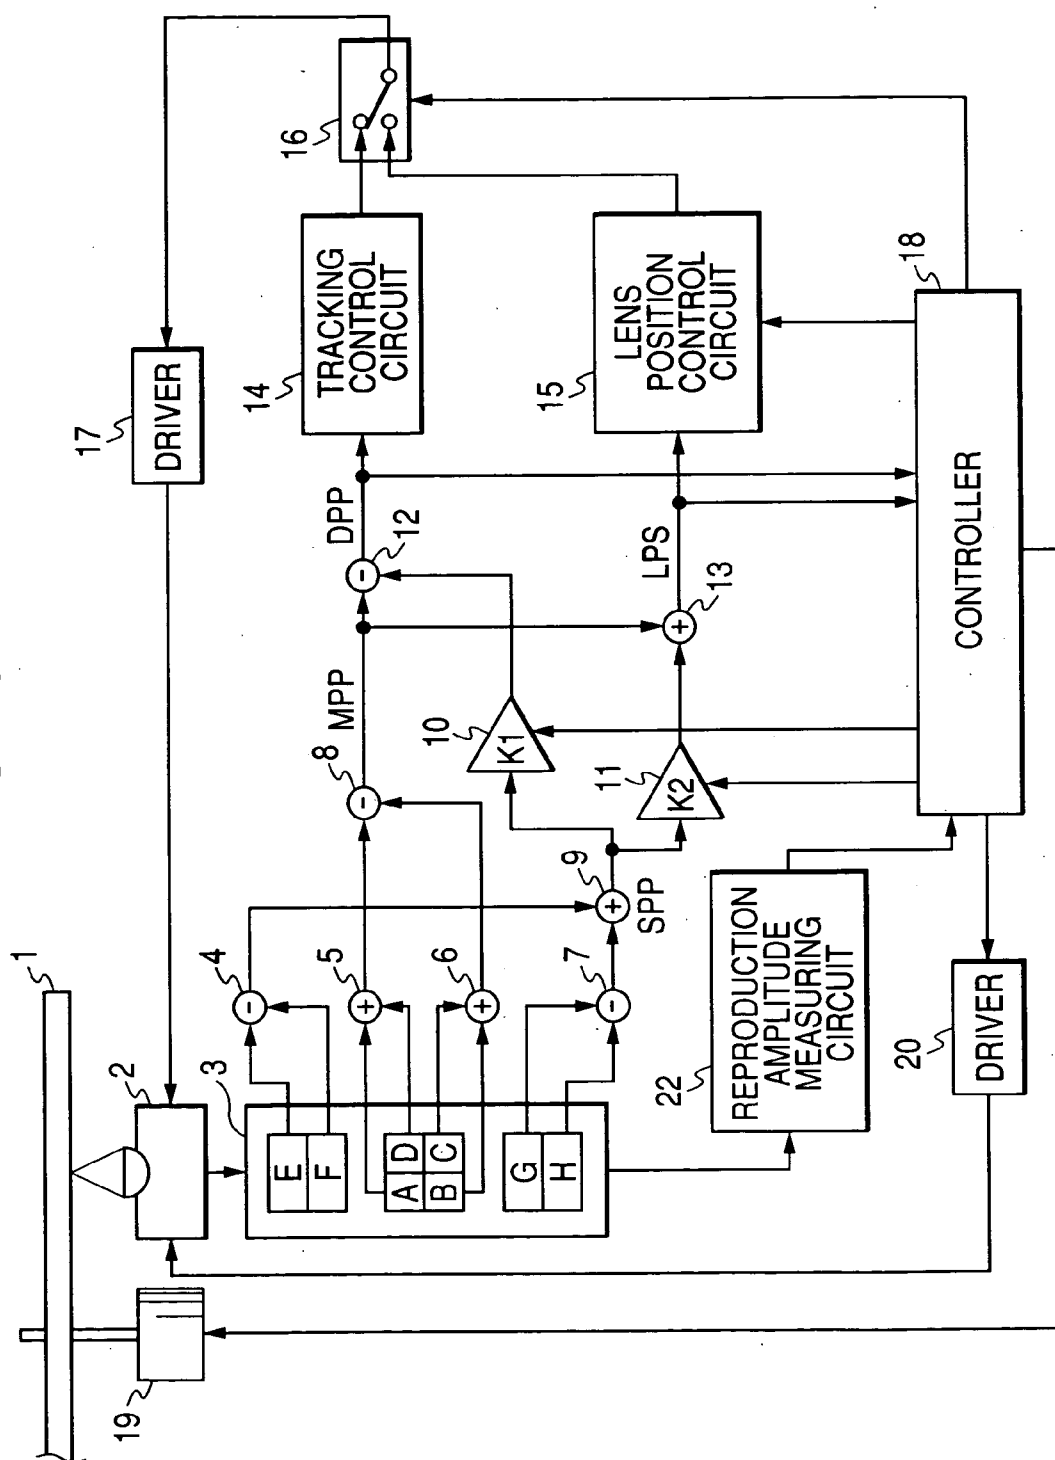 1
17
19
2
DRIVER
3
4
14
16
E
F
5
8
MPP
DPP
TRACKING
CONTROL
CIRCUIT
-
-
-
+
A D
B C
12
6
10
+
K1
G
H
7
9
15
-
+
11
LENS
POSITION
CONTROL
CIRCUIT
SPP
LPS
22
K2
+
13
REPRODUCTION
AMPLITUDE
MEASURING
CIRCUIT
20
18
DRIVER
CONTROLLER